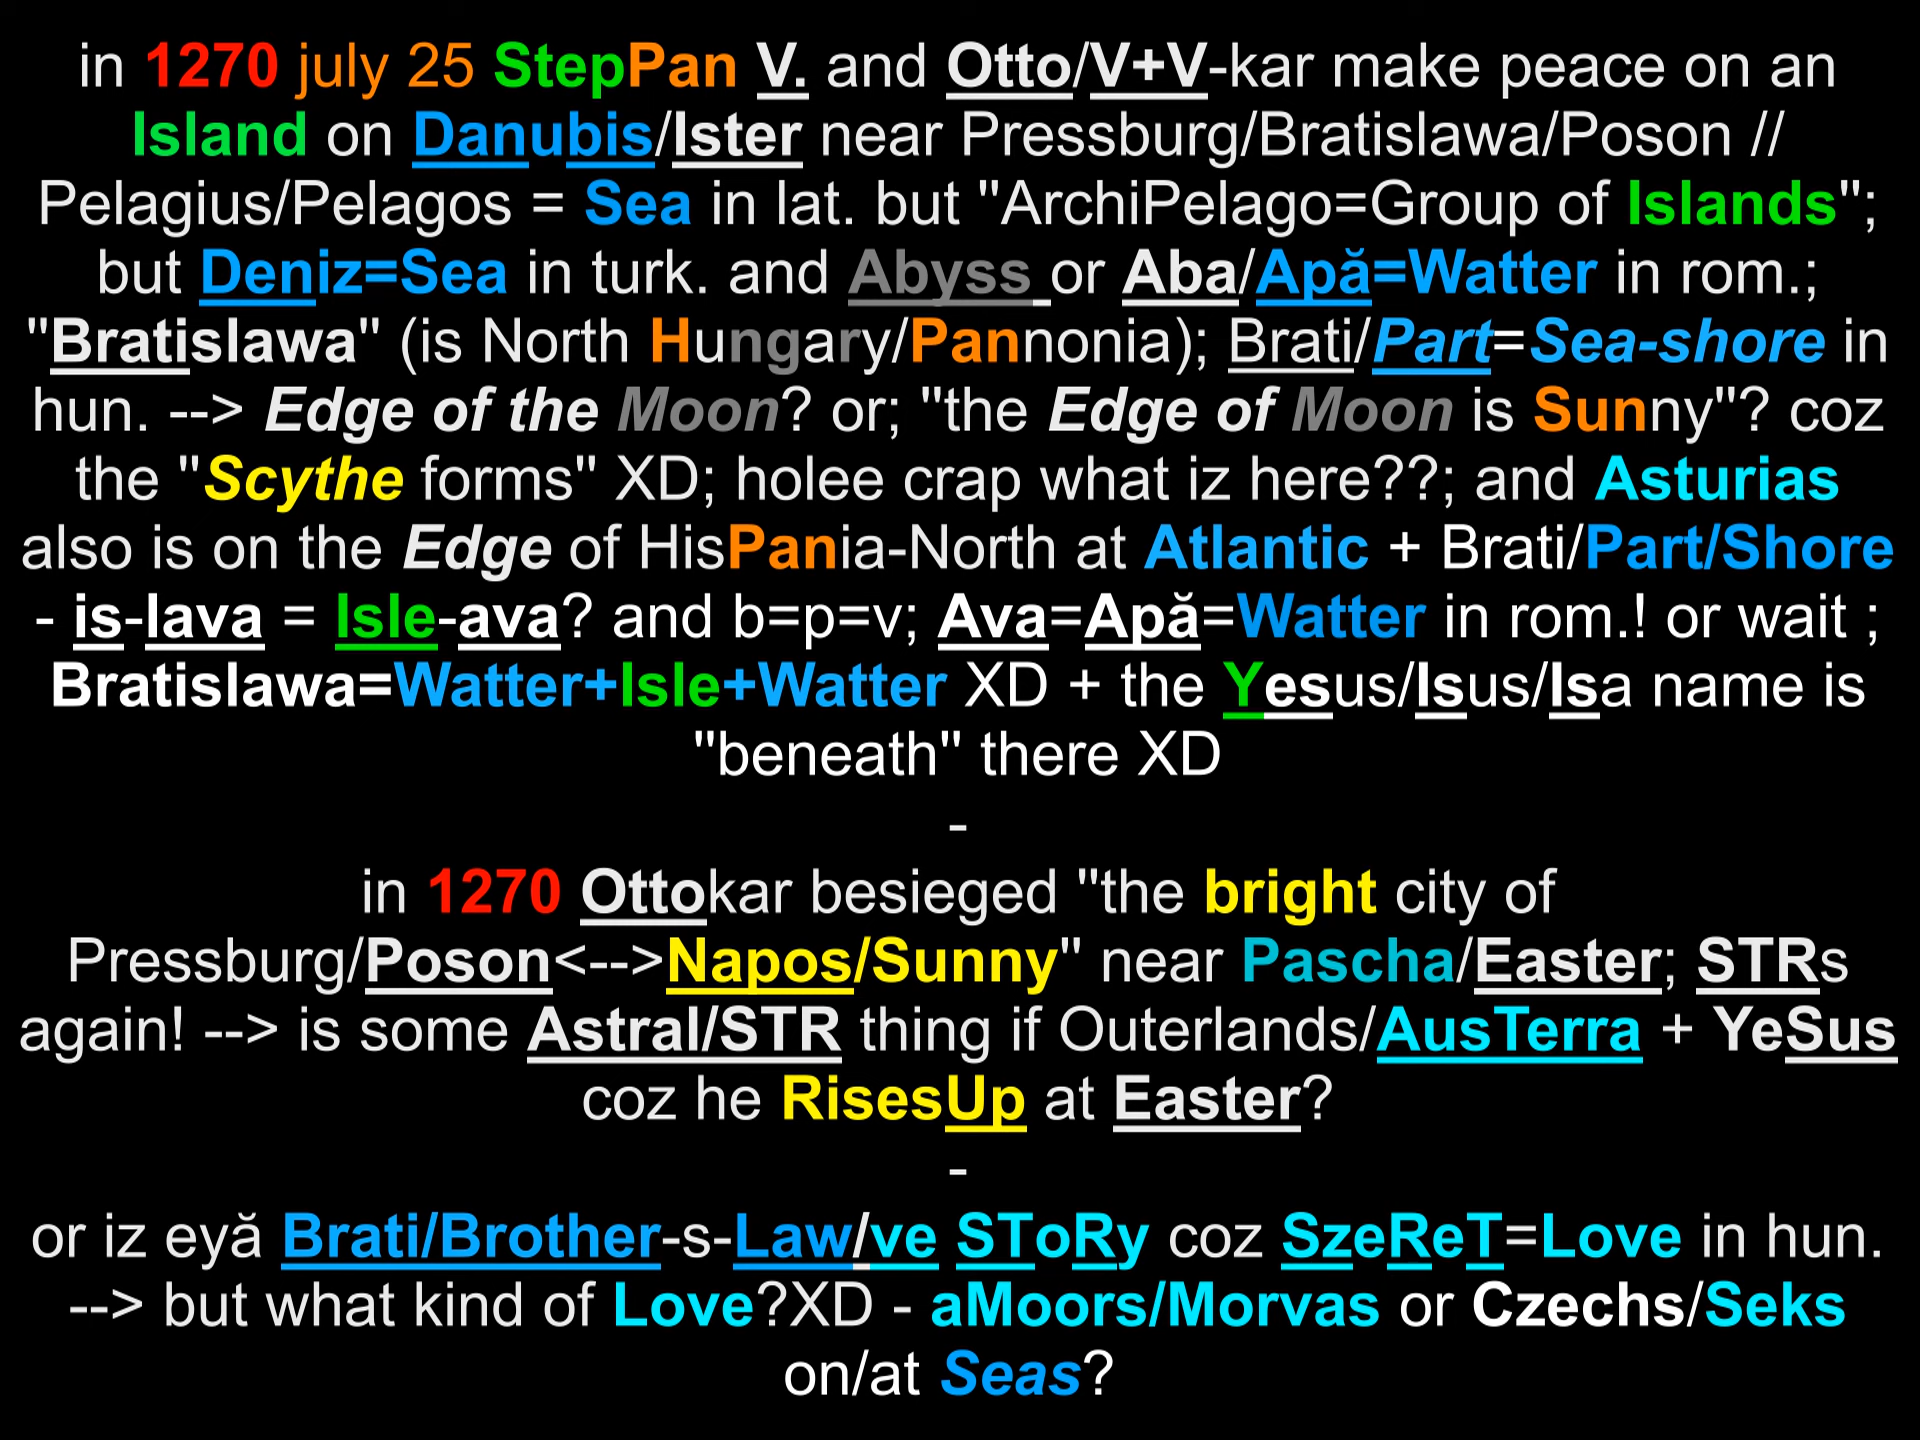 in 1270 july 25 StepPan V. and Otto/V+V-kar make peace on an
Island on Danubis/Ister near Pressburg/Bratislawa/Poson //
Pelagius/Pelagos = Sea in lat. but "ArchiPelago=Group of Islands";
but Deniz=Sea in turk. and Abyss or Aba/Apă=Watter in rom.;
"Bratislawa" (is North Hungary/Pannonia); Brati/Part=Sea-shore in
hun. --> Edge of the Moon? or; "the Edge of Moon is Sunny"? coz
the "Scythe forms" XD; holee crap what iz here??; and Asturias
also is on the Edge of HisPania-North at Atlantic + Brati/Part/Shore
- is-lava = Isle-ava? and b=p=v; Ava=Apă=Watter in rom.! or wait ;
Bratislawa=Watter+Isle+Watter XD + the Yesus/Isus/Isa name is
"beneath" there XD
-
in 1270 Ottokar besieged "the bright city of
Pressburg/Poson<-->Napos/Sunny" near Pascha/Easter; STRs
again! --> is some Astral/STR thing if Outerlands/AusTerra + YeSus
coz he RisesUp at Easter?
-
or iz eyă Brati/Brother-s-Law/ve SToRy coz SzeReT=Love in hun.
--> but what kind of Love?XD - aMoors/Morvas or Czechs/Seks
on/at Seas?